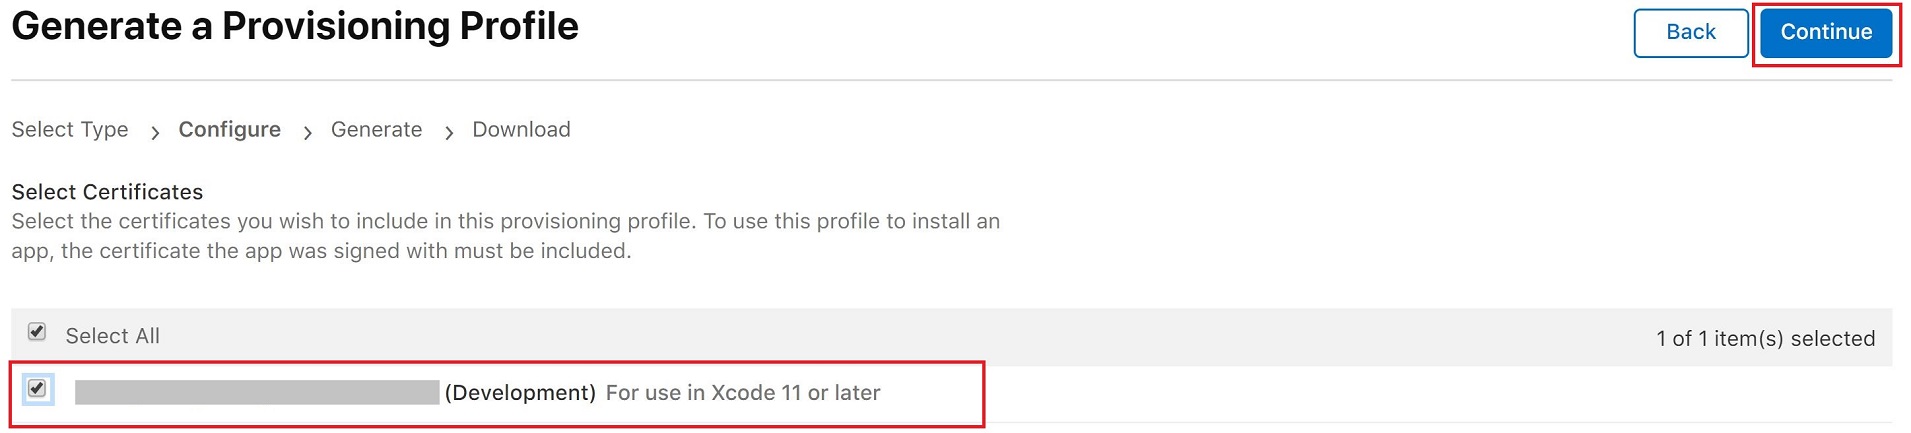 Generate a Provisioning Profile
Back
Continue
Select Type > Configure > Generate > Download
Select Certificates
Select the certificates you wish to include in this provisioning profile. To use this profile to install an
app, the certificate the app was signed with must be included.
Select All
1 of 1 item(s) selected
(Development) For use in Xcode 11 or later